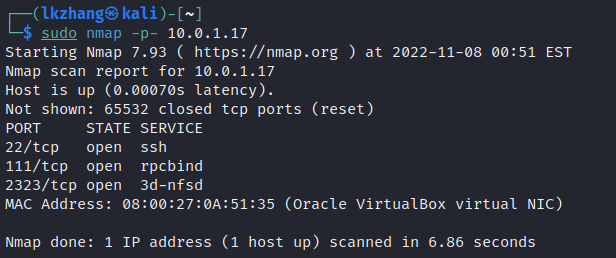 ┌──(lkzhang㉿kali)-[~]
└─$ sudo nmap -p- 10.0.1.17
Starting Nmap 7.93 ( https://nmap.org ) at 2022-11-08 00:51 EST
Nmap scan report for 10.0.1.17
Host is up (0.00070s latency).
Not shown: 65532 closed tcp ports (reset)
PORT     STATE SERVICE
22/tcp   open  ssh
111/tcp  open  rpcbind
2323/tcp open  3d-nfsd
MAC Address: 08:00:27:0A:51:35 (Oracle VirtualBox virtual NIC)
Nmap done: 1 IP address (1 host up) scanned in 6.86 seconds